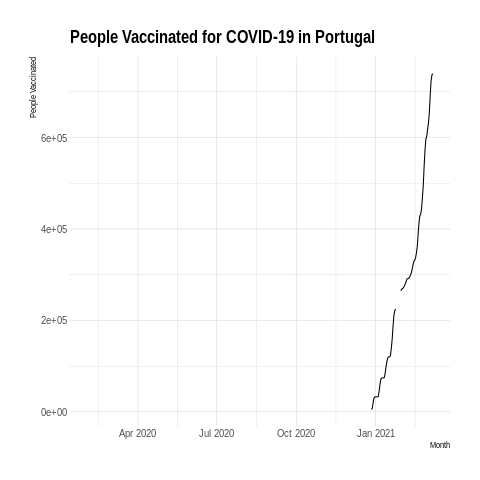 People Vaccinated for COVID-19 in Portugal
People Vaccinated
6e+05
4e+05
2e+05
0e+00
Apr 2020 Jul 2020 Oct 2020 Jan 2021
Month